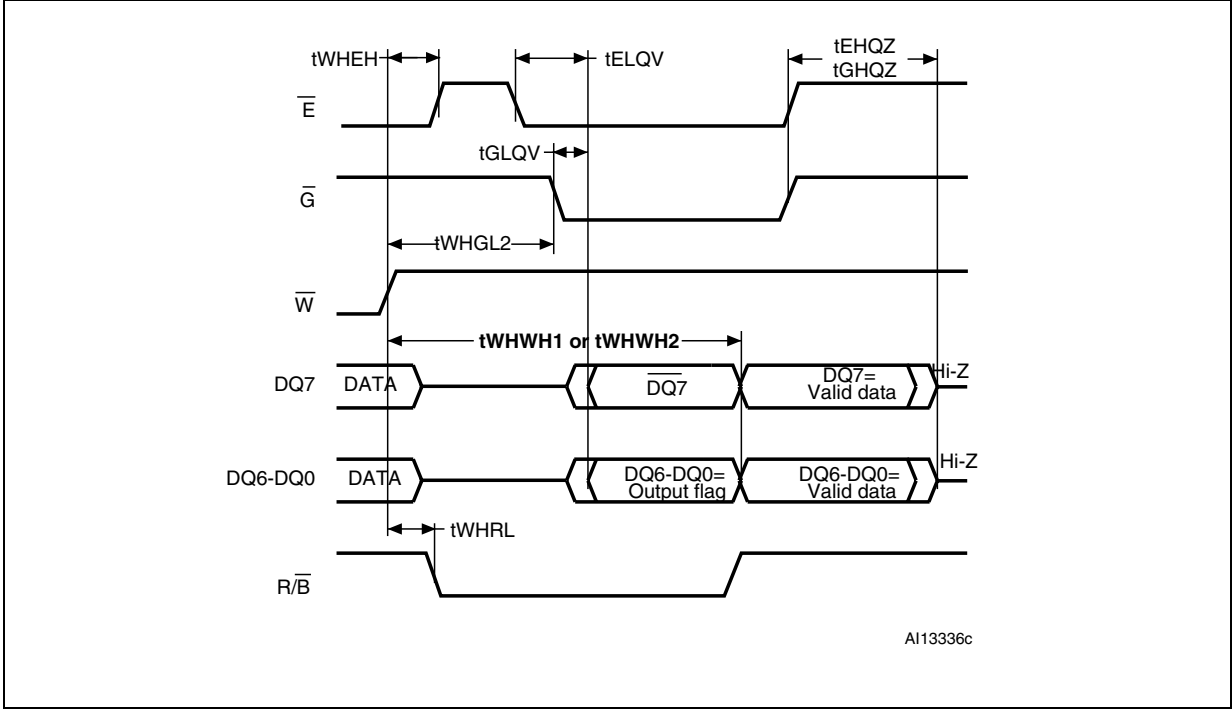 tEHQZ
tWHEH
tELQV
tGHQZ
E̅
tGLQV
G̅
tWHGL2
W̅
tWHWH1 or tWHWH2
Hi-Z
DQ7
DATA
D̅Q̅7̅
DQ7=
Valid data
Hi-Z
DQ6-DQ0
DATA
DQ6-DQ0=
Output flag
DQ6-DQ0=
Valid data
tWHRL
R/B̅
AI13336c